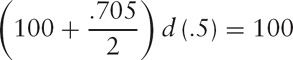 (100 + .705/2) d (.5) = 100